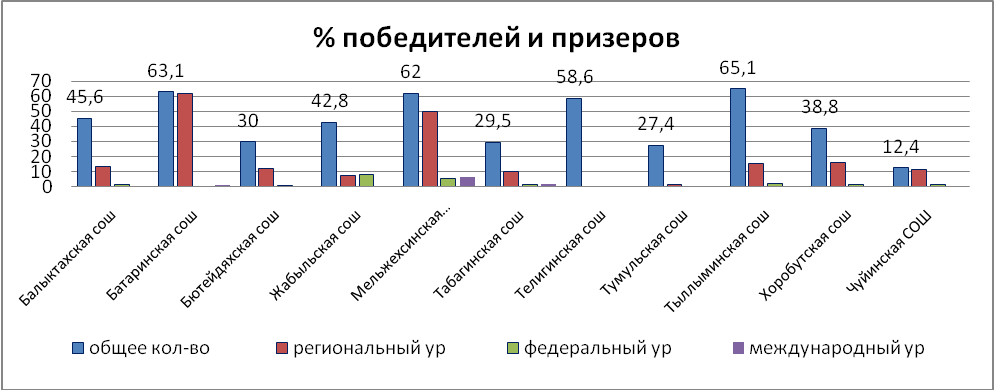 % победителей и призеров
70
60
50
40
30
20
10
0
45,6
63,1
30
42,8
62
29,5
58,6
27,4
65,1
38,8
12,4
Балыктахская сош
Батаринская сош
Бютейдяхская сош
Жабыльская сош
Мельжехсинская...
Табагинская сош
Телигинская сош
Тумульская сош
Тыллыминская сош
Хоробутская сош
Чуйинская СОШ
общее кол-во
региональный ур
федеральный ур
международный ур